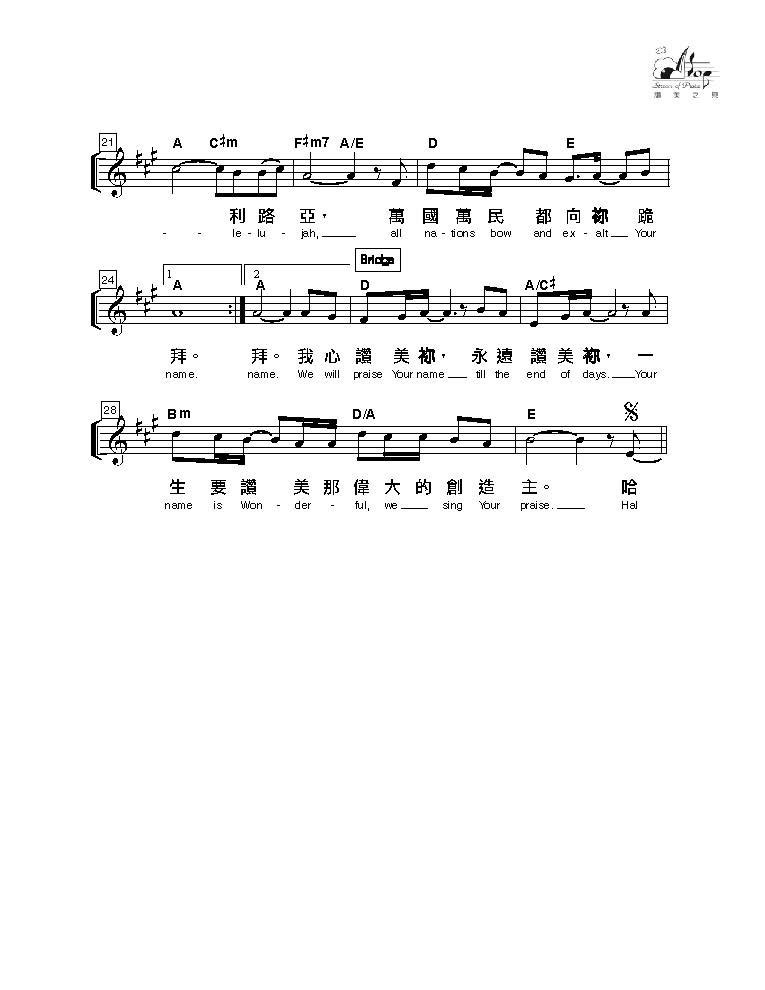 Stream of Praise
讚美之泉
21 A C♯m F♯m7 A/E D E
利路亞, 萬國萬民都向祢跪
- - le-lu-jah, all na-tions bow and ex-alt Your
Bridge
24 1 2
A A D A/C♯
拜。 拜。我心讚美祢, 永遠讚美祢, 一
name. name. We will praise Your name till the end of days. Your
28 Bm D/A E
生要讚美那偉大的創造主。 哈
name is Won-der-ful, we sing Your praise. Hal